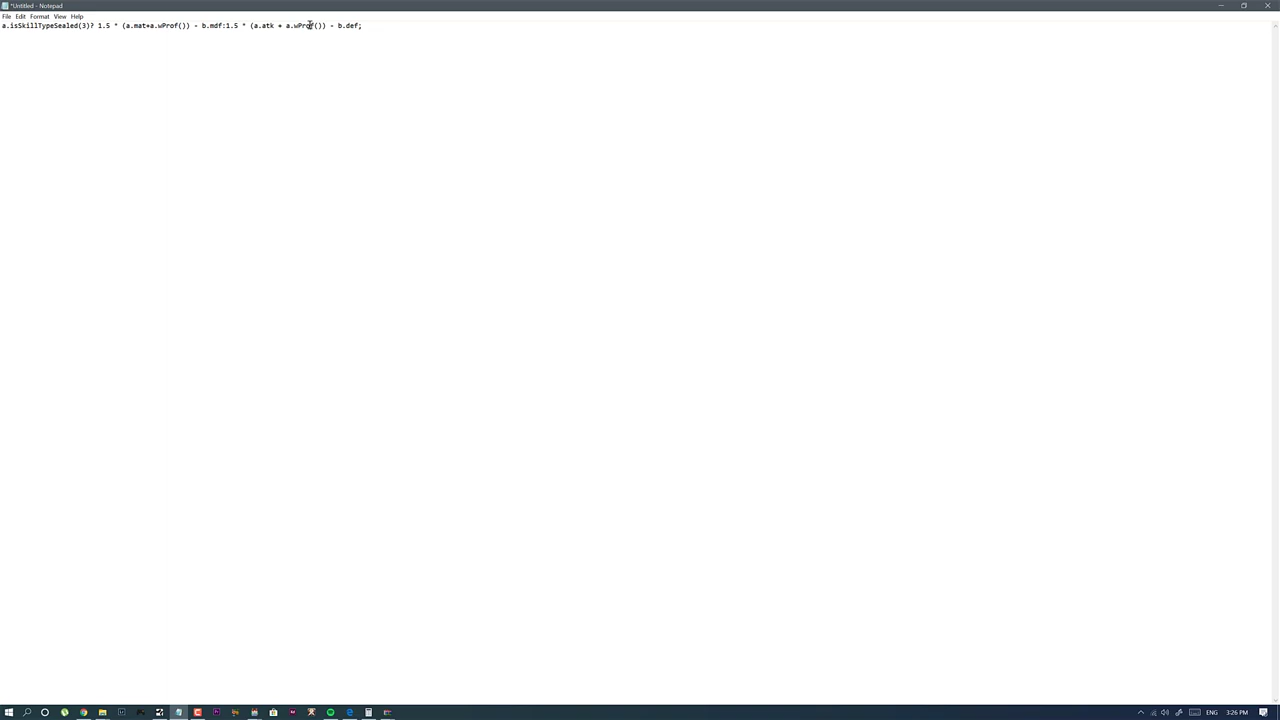 *Untitled - Notepad
File Edit Format View Help
a.isSkillTypeSealed(3)? 1.5 * (a.mat+a.wProf()) - b.mdf:1.5 * (a.atk + a.wProf()) - b.def;
ENG 3:26 PM